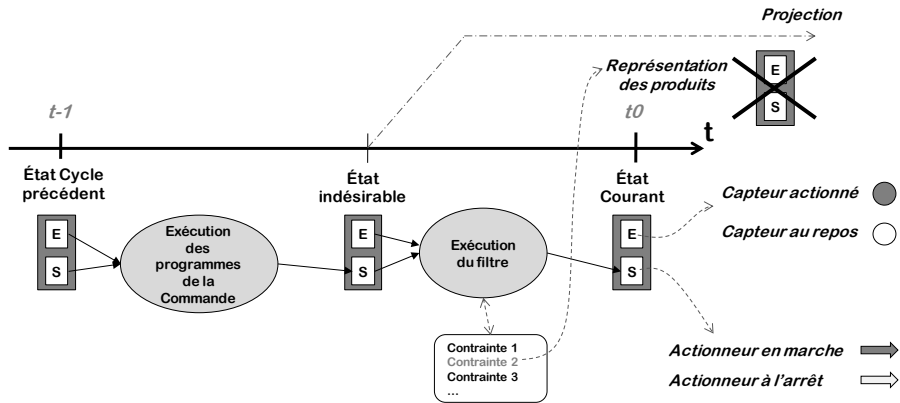 Projection
Représentation
des produits
E
S
t-1
t0
t
État Cycle
précédent
État
indésirable
État
Courant
E
S
Exécution
des
programmes
de la
Commande
E
S
Exécution
du filtre
E
S
Capteur actionné
Capteur au repos
Contrainte 1
Contrainte 2
Contrainte 3
...
Actionneur en marche
Actionneur à l'arrêt